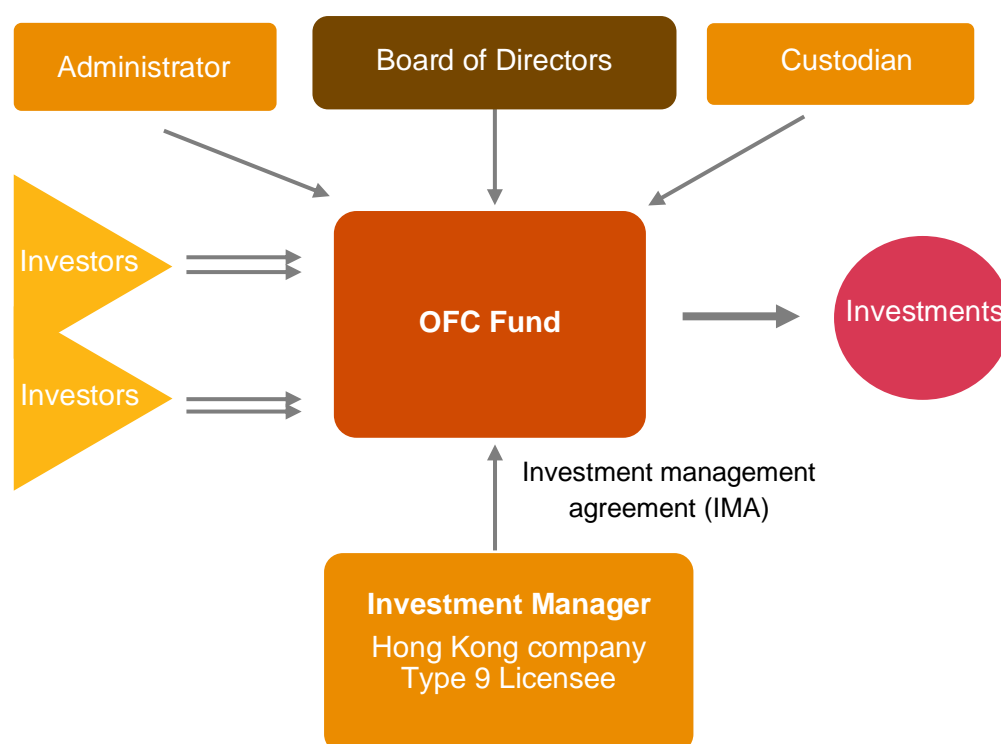 Administrator
Board of Directors
Custodian
Investors
OFC Fund
Investments
Investors
Investment management
agreement (IMA)
Investment Manager
Hong Kong company
Type 9 Licensee